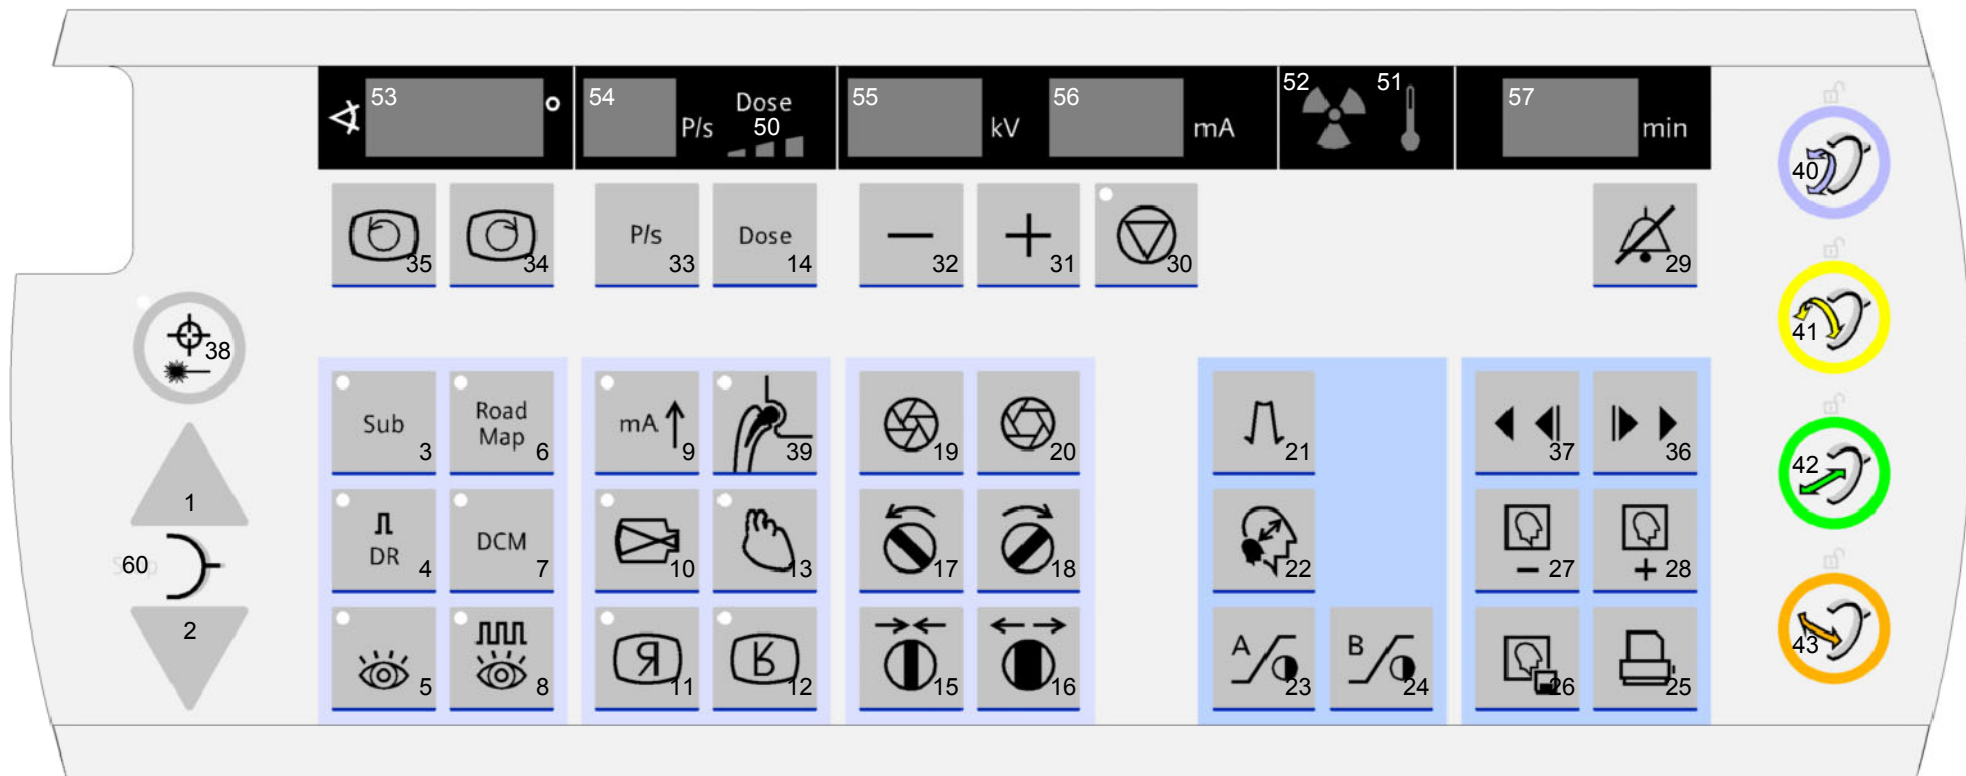 53 ° 54 P/s Dose 50 55 kV 56 mA 52 51 57 min
40
35 34 P/s 33 Dose 14 32 31 30 29
41
38
Sub 3 Road Map 6 mA 9 39 19 20 21 37 36
42
1
DR 4 DCM 7 10 13 17 18 22 27 28
60
2
5 8 Я 11 12 15 16 A 23 B 24 26 25
43